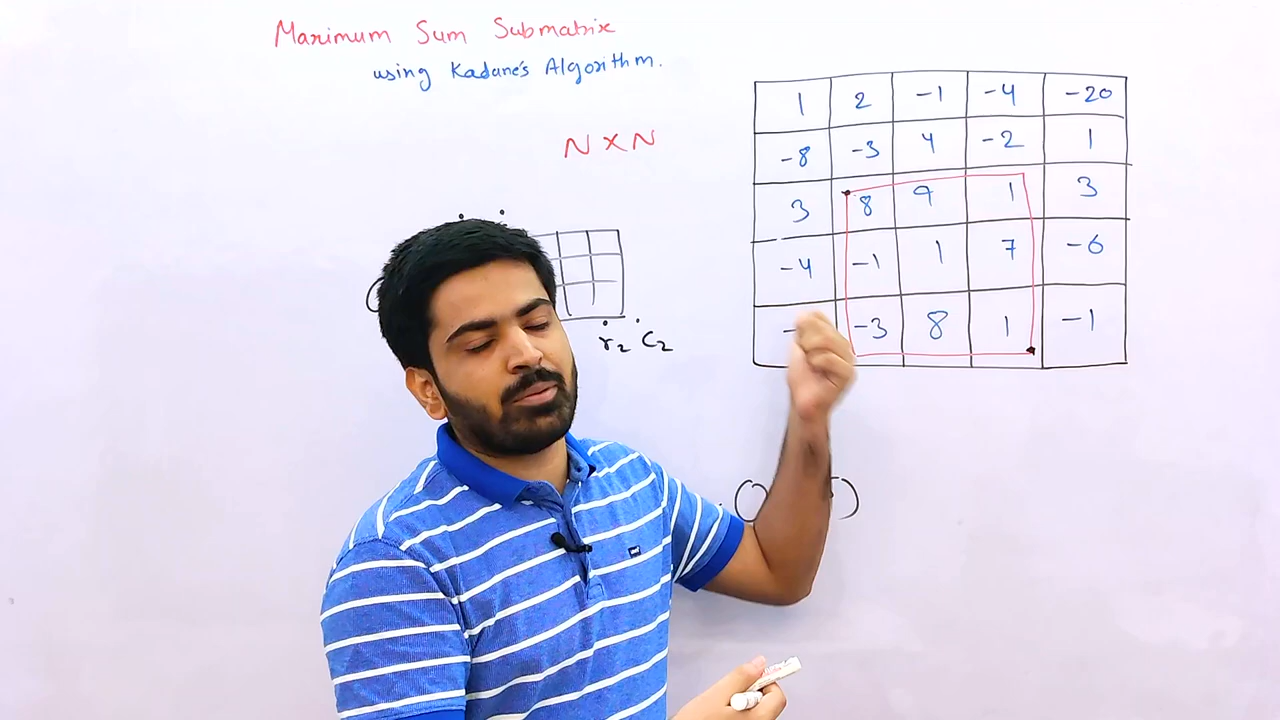 Maximum Sum Submatrix
using Kadane's Algorithm.
N X N
1 2 -1 -4 -20
-8 -3 4 -2 1
3 8 9 1 3
-4 -1 1 7 -6
-3 8 1 -1
r2 c2